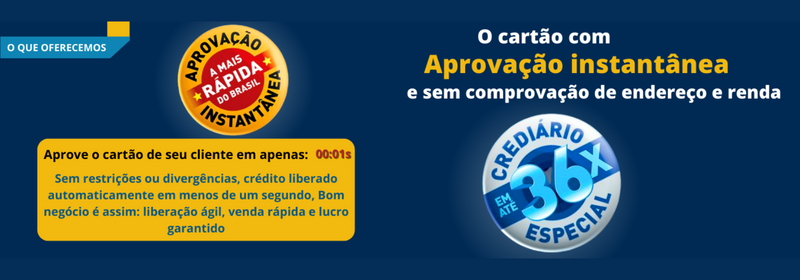 O QUE OFERECEMOS
APROVAÇÃO
A MAIS
RÁPIDA
DO BRASIL
INSTANTÂNEA
Aprove o cartão de seu cliente em apenas: 00:01s
Sem restrições ou divergências, crédito liberado
automaticamente em menos de um segundo, Bom
negócio é assim: liberação ágil, venda rápida e lucro
garantido
O cartão com
Aprovação instantânea
e sem comprovação de endereço e renda
CREDIÁRIO
EM
ATÉ
36X
ESPECIAL